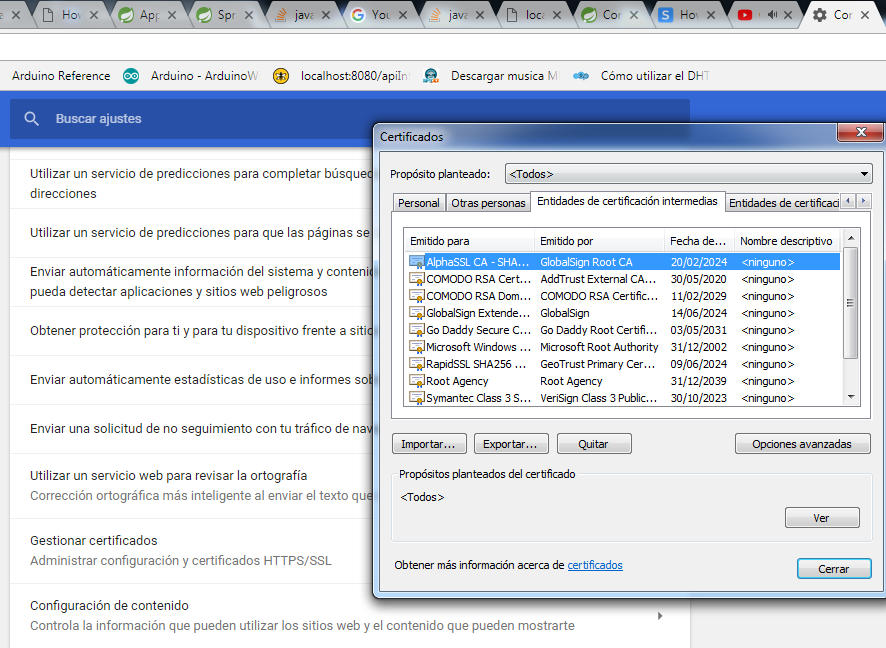 How
App
Spr
java
You
java
loca
Cor
How
Cor
Arduino Reference
Arduino - ArduinoW
localhost:8080/apiIn
Descargar musica M
Cómo utilizar el DHT
Buscar ajustes
Utilizar un servicio de predicciones para completar búsque
direcciones
Utilizar un servicio de predicciones para que las páginas se
Enviar automáticamente información del sistema y conteni
pueda detectar aplicaciones y sitios web peligrosos
Obtener protección para ti y para tu dispositivo frente a sitio
Enviar automáticamente estadísticas de uso e informes sob
Enviar una solicitud de no seguimiento con tu tráfico de nav
Utilizar un servicio web para revisar la ortografía
Corrección ortográfica más inteligente al enviar el texto que
Gestionar certificados
Administrar configuración y certificados HTTPS/SSL
Configuración de contenido
Controla la información que pueden utilizar los sitios web y el contenido que pueden mostrarte
Certificados
Propósito planteado: <Todos>
Personal Otras personas Entidades de certificación intermedias Entidades de certificaci
Emitido para Emitido por Fecha de... Nombre descriptivo
AlphaSSL CA - SHA... GlobalSign Root CA 20/02/2024 <ninguno>
COMODO RSA Cert... AddTrust External CA... 30/05/2020 <ninguno>
COMODO RSA Dom... COMODO RSA Certific... 11/02/2029 <ninguno>
GlobalSign Extende... GlobalSign 14/06/2024 <ninguno>
Go Daddy Secure C... Go Daddy Root Certifi... 03/05/2031 <ninguno>
Microsoft Windows ... Microsoft Root Authority 31/12/2002 <ninguno>
RapidSSL SHA256 ... GeoTrust Primary Cer... 09/06/2024 <ninguno>
Root Agency Root Agency 31/12/2039 <ninguno>
Symantec Class 3 S... VeriSign Class 3 Public... 30/10/2023 <ninguno>
Importar... Exportar... Quitar Opciones avanzadas
Propósitos planteados del certificado
<Todos>
Ver
Obtener más información acerca de certificados
Cerrar